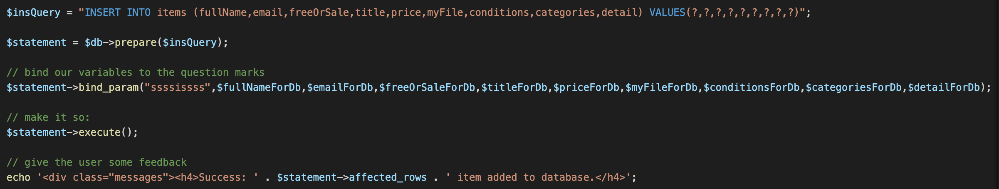 $insQuery = "INSERT INTO items (fullName,email,freeOrSale,title,price,myFile,conditions,categories,detail) VALUES(?,?,?,?,?,?,?,?,?)";
$statement = $db->prepare($insQuery);
// bind our variables to the question marks
$statement->bind_param("ssssissss",$fullNameForDb,$emailForDb,$freeOrSaleForDb,$titleForDb,$priceForDb,$myFileForDb,$conditionsForDb,$categoriesForDb,$detailForDb);
// make it so:
$statement->execute();
// give the user some feedback
echo '<div class="messages"><h4>Success: ' . $statement->affected_rows . ' item added to database.</h4>';